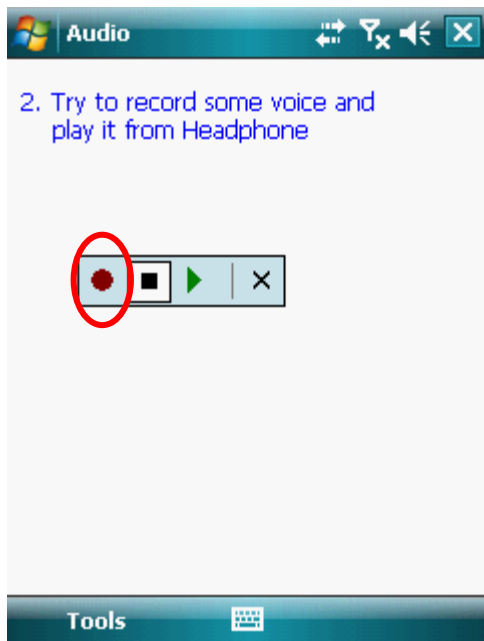 Audio
2. Try to record some voice and
play it from Headphone
Tools